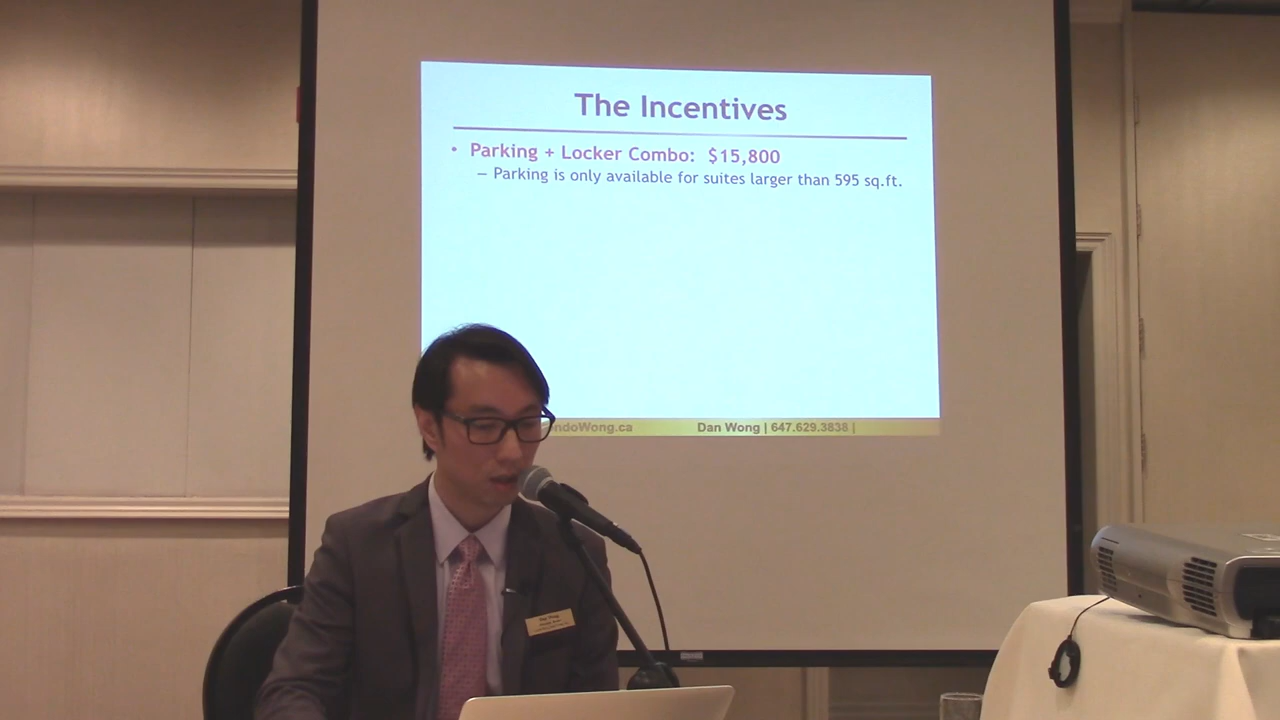 The Incentives
• Parking + Locker Combo: $15,800
– Parking is only available for suites larger than 595 sq.ft.
ondoWong.ca Dan Wong | 647.629.3838 |